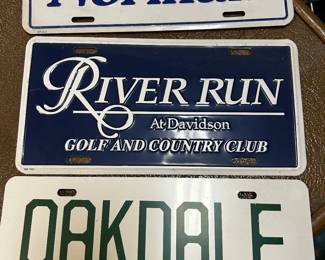 RIVER RUN
At Davidson
GOLF AND COUNTRY CLUB
OAKDALE